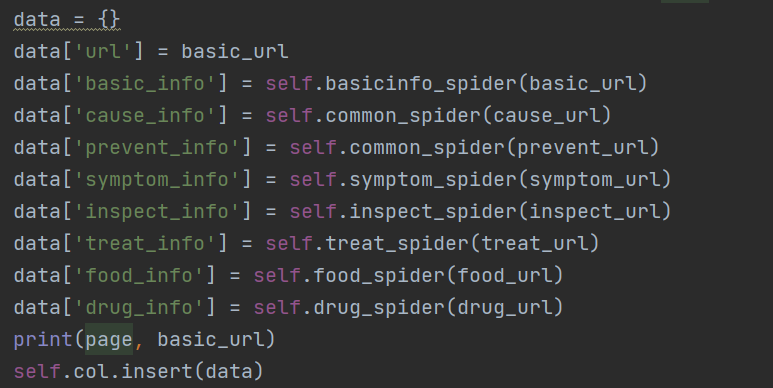 data = {}
data['url'] = basic_url
data['basic_info'] = self.basicinfo_spider(basic_url)
data['cause_info'] = self.common_spider(cause_url)
data['prevent_info'] = self.common_spider(prevent_url)
data['symptom_info'] = self.symptom_spider(symptom_url)
data['inspect_info'] = self.inspect_spider(inspect_url)
data['treat_info'] = self.treat_spider(treat_url)
data['food_info'] = self.food_spider(food_url)
data['drug_info'] = self.drug_spider(drug_url)
print(page, basic_url)
self.col.insert(data)